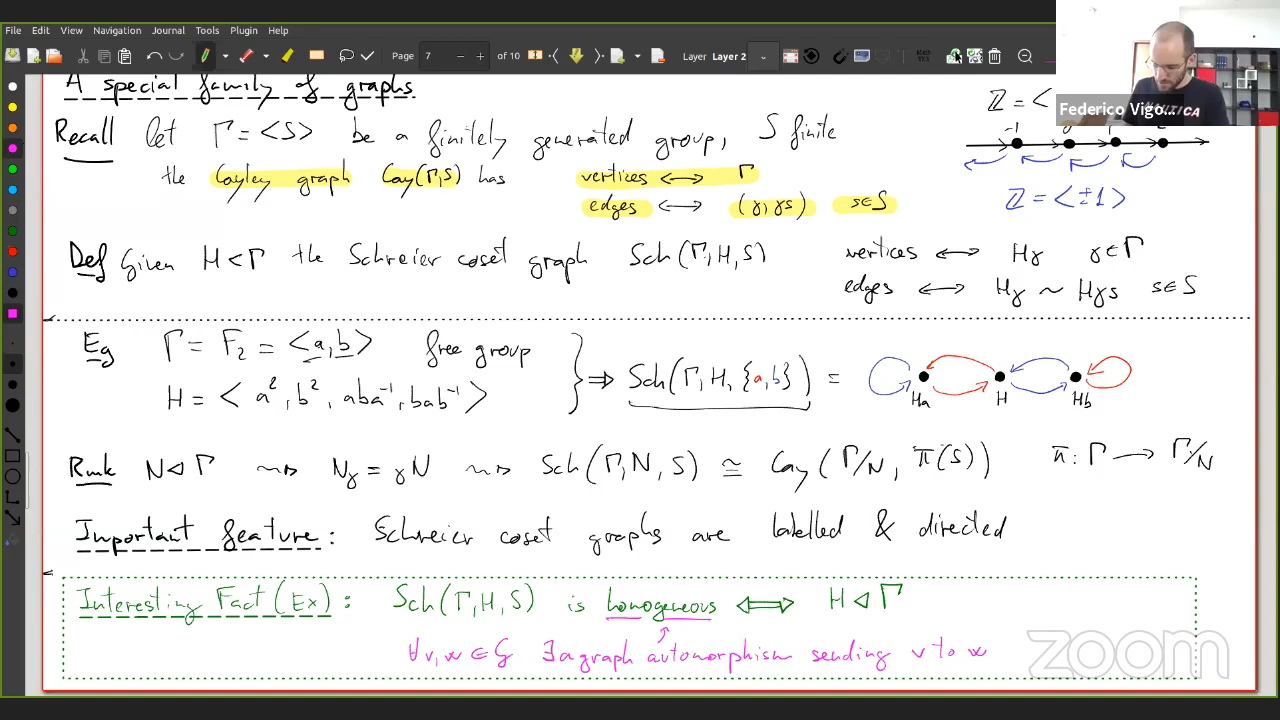 File Edit View Navigation Journal Tools Plugin Help
Page 7 of 10 Layer Layer 2
A special family of graphs
ℤ = <
Federico Vigo...
Recall let Γ = <S> be a finitely generated group, S finite
-1
the Cayley graph Cay(Γ,S) has vertices ⟷ Γ
edges ⟷ (γ,γs) s∈S
ℤ = <±1>
Def Given H<Γ the Schreier coset graph Sch(Γ,H,S) vertices ⟷ Hγ γ∈Γ
edges ⟷ Hγ ~ Hγs s∈S
Eg Γ = F₂ = <a,b> free group
H = < a², b², aba⁻¹, bab⁻¹>
⇒ Sch(Γ,H,{a,b}) =
Ha H Hb
Rmk N◁Γ ⇝ Nγ = γN ⇝ Sch(Γ,N,S) ≅ Cay(Γ/N, π(S)) π: Γ → Γ/N
Important feature: Schreier coset graphs are labelled & directed
Interesting Fact (Ex): Sch(Γ,H,S) is homogeneous ⟺ H◁Γ
∀v,w∈G ∃ a graph automorphism sending v to w
zoom